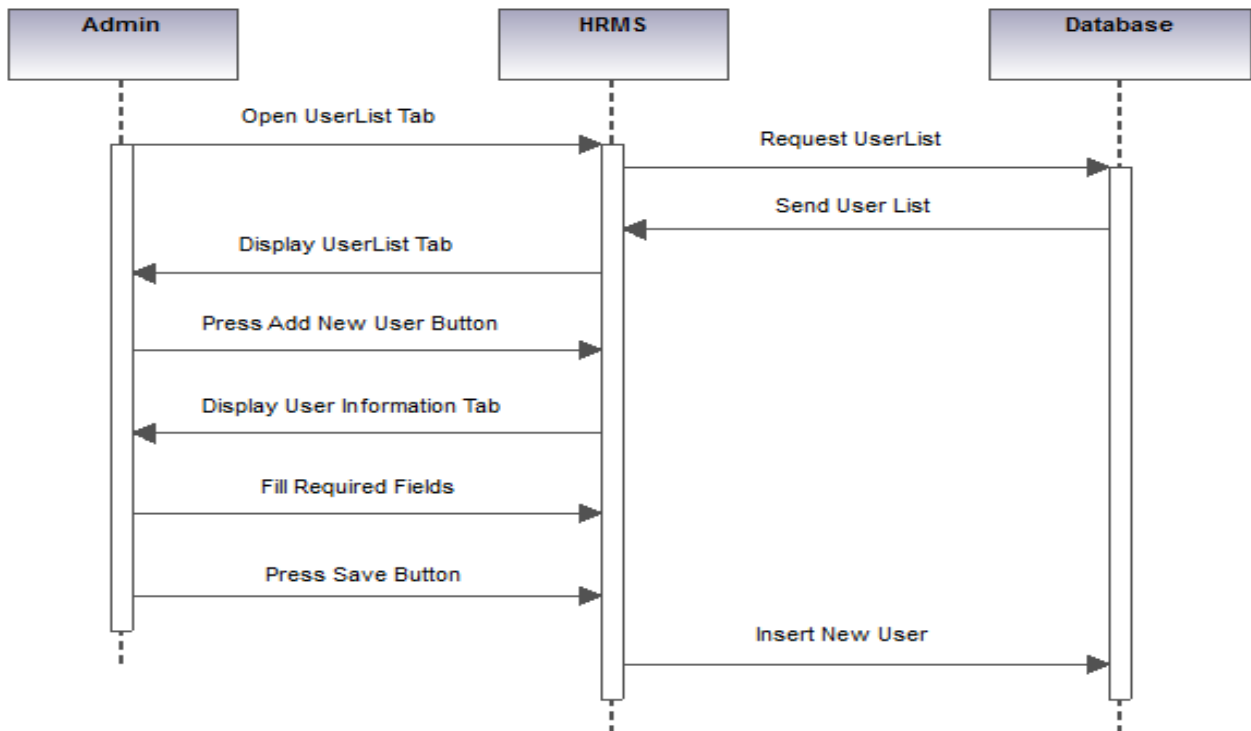 Admin
HRMS
Database
Open UserList Tab
Request UserList
Send User List
Display UserList Tab
Press Add New User Button
Display User Information Tab
Fill Required Fields
Press Save Button
Insert New User